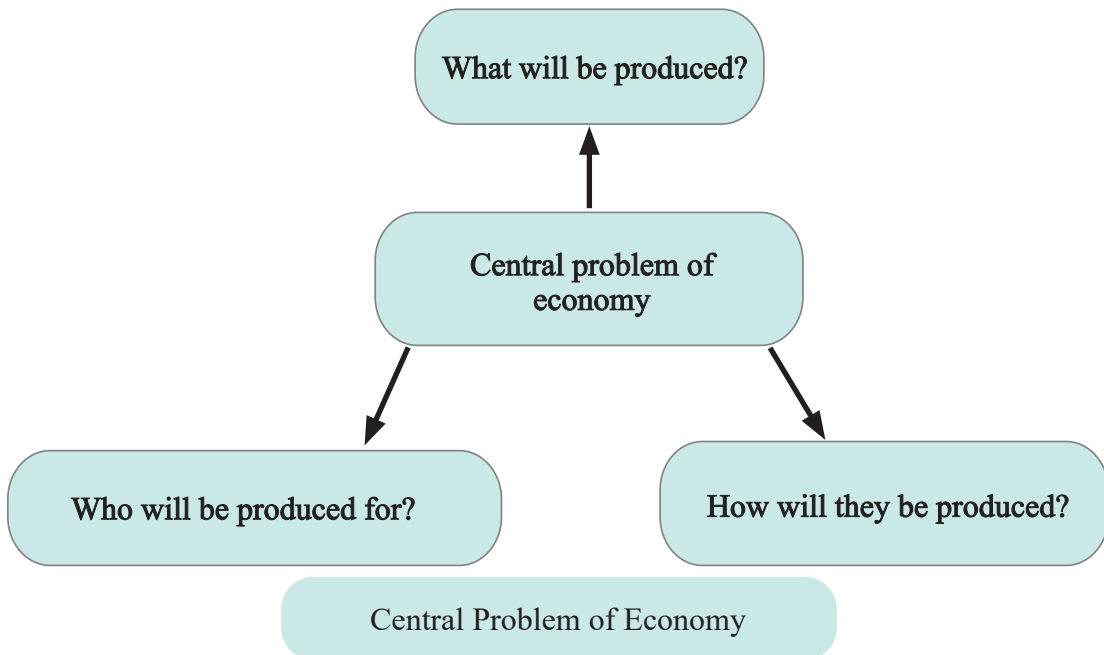 What will be produced?
Central problem of
economy
Who will be produced for?
How will they be produced?
Central Problem of Economy